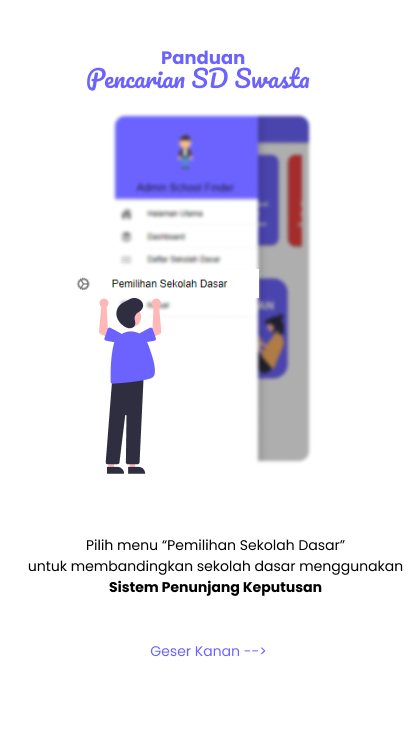 Panduan
Pencarian SD Swasta
Admin School Finder
Halaman Utama
Dashboard
Daftar Sekolah Dasar
Pemilihan Sekolah Dasar
Pilih menu “Pemilihan Sekolah Dasar”
untuk membandingkan sekolah dasar menggunakan
Sistem Penunjang Keputusan
Geser Kanan -->